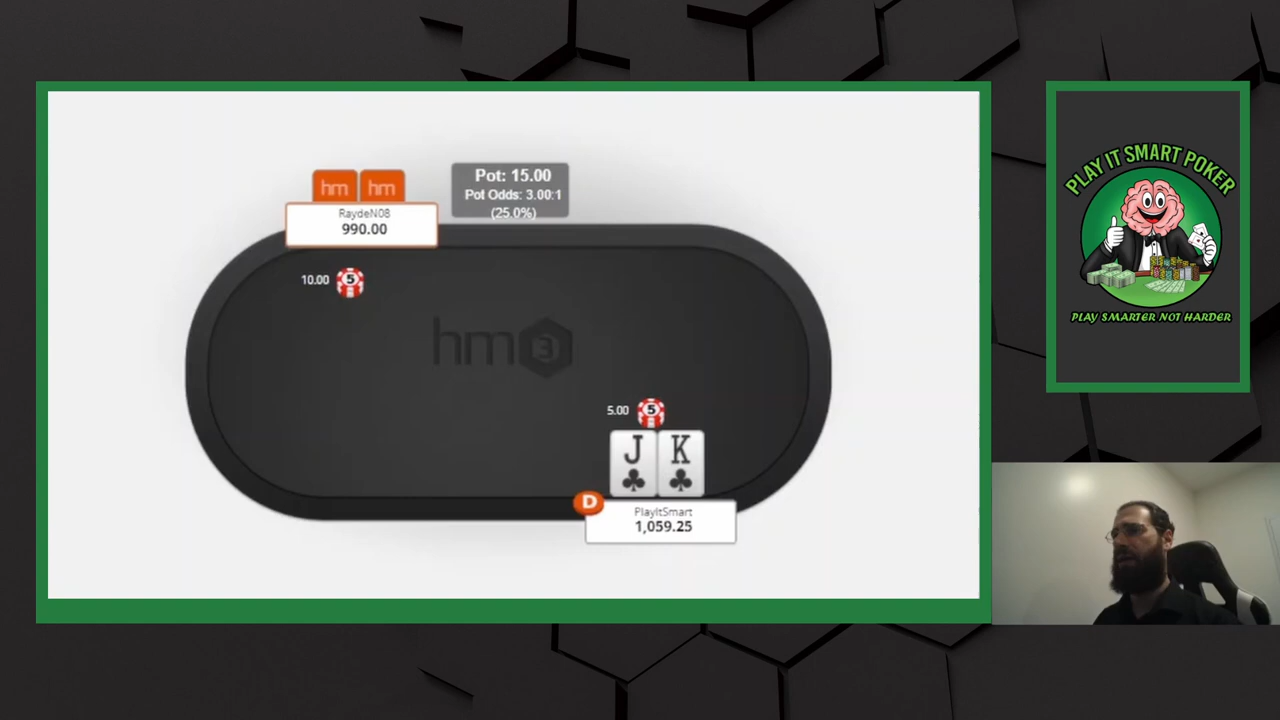 Pot: 15.00
Pot Odds: 3.00:1
(25.0%)
hm hm
RaydeN08
990.00
10.00 5
hm 3
5.00 5
J K
D
PlayItSmart
1,059.25
PLAY IT SMART POKER
PLAY SMARTER NOT HARDER